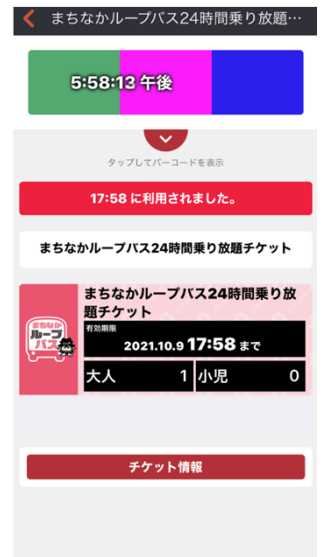 まちなかループバス24時間乗り放題…
5:58:13 午後
タップしてバーコードを表示
17:58 に利用されました。
まちなかループバス24時間乗り放題チケット
まちなかループバス24時間乗り放
題チケット
有効期限
2021.10.9 17:58 まで
大人 1 小児 0
まちなか
ループ
バス
チケット情報